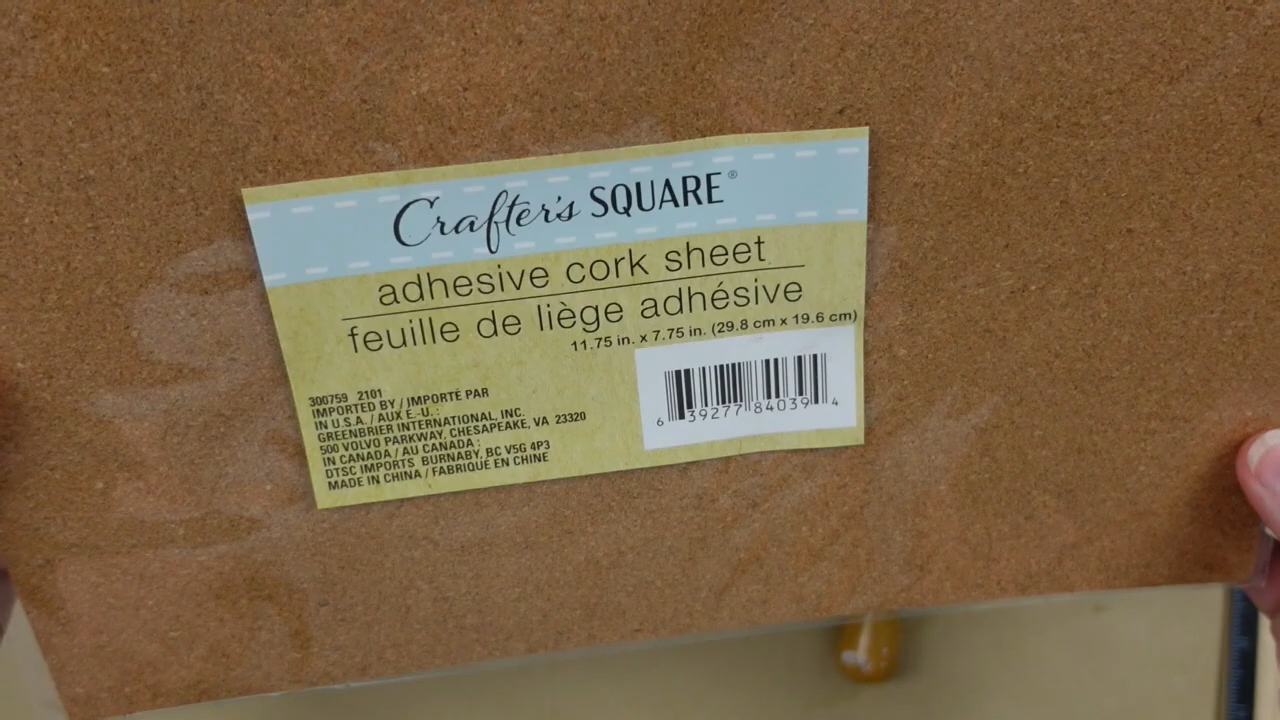 Crafter's SQUARE®
adhesive cork sheet
feuille de liège adhésive
11.75 in. x 7.75 in. (29.8 cm x 19.6 cm)
300759 2101
IMPORTED BY / IMPORTÉ PAR
IN U.S.A. / AUX É.-U. :
GREENBRIER INTERNATIONAL, INC.
500 VOLVO PARKWAY, CHESAPEAKE, VA 23320
IN CANADA / AU CANADA :
DTSC IMPORTS BURNABY, BC V5G 4P3
MADE IN CHINA / FABRIQUÉ EN CHINE
6 39277 84039 4